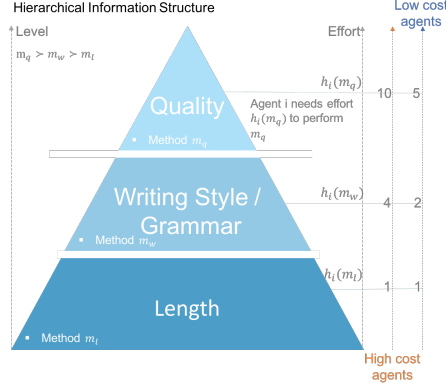 Hierarchical Information Structure
Low cost
agents
Level
Effort
m_q ≻ m_w ≻ m_l
h_i(m_q)
10
5
Quality
Agent i needs effort
h_i(m_q) to perform
m_q
▪ Method m_q
h_i(m_w)
4
2
Writing Style /
Grammar
▪ Method m_w
h_i(m_l)
1
1
Length
▪ Method m_l
High cost
agents